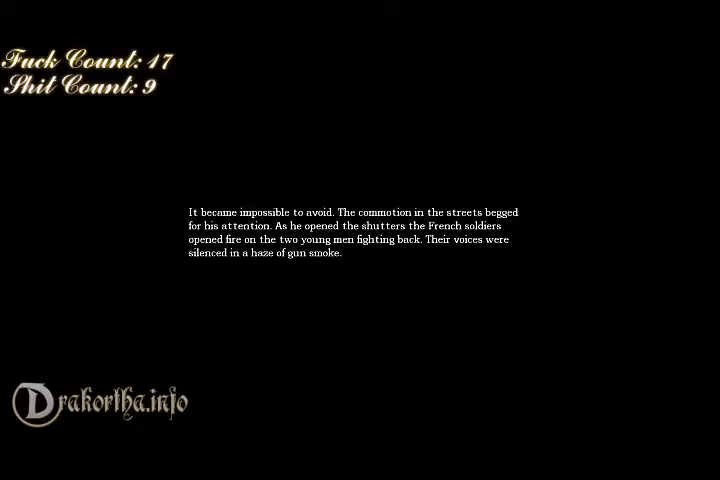 Fuck Count: 17
Shit Count: 9
It became impossible to avoid. The commotion in the streets begged
for his attention. As he opened the shutters the French soldiers
opened fire on the two young men fighting back. Their voices were
silenced in a haze of gun smoke.
Drakortha.info